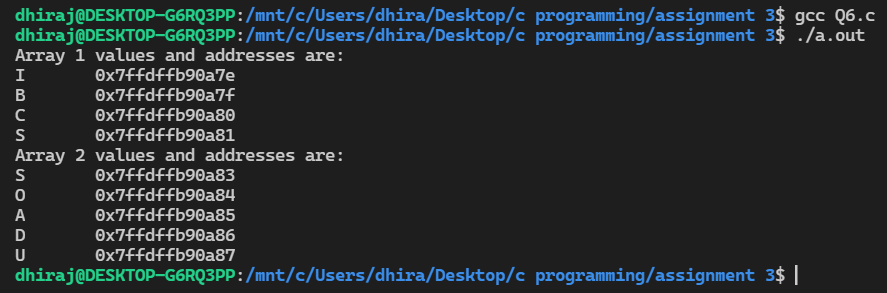 dhiraj@DESKTOP-G6RQ3PP:/mnt/c/Users/dhira/Desktop/c programming/assignment 3$ gcc Q6.c
dhiraj@DESKTOP-G6RQ3PP:/mnt/c/Users/dhira/Desktop/c programming/assignment 3$ ./a.out
Array 1 values and addresses are:
I       0x7ffdffb90a7e
B       0x7ffdffb90a7f
C       0x7ffdffb90a80
S       0x7ffdffb90a81
Array 2 values and addresses are:
S       0x7ffdffb90a83
O       0x7ffdffb90a84
A       0x7ffdffb90a85
D       0x7ffdffb90a86
U       0x7ffdffb90a87
dhiraj@DESKTOP-G6RQ3PP:/mnt/c/Users/dhira/Desktop/c programming/assignment 3$